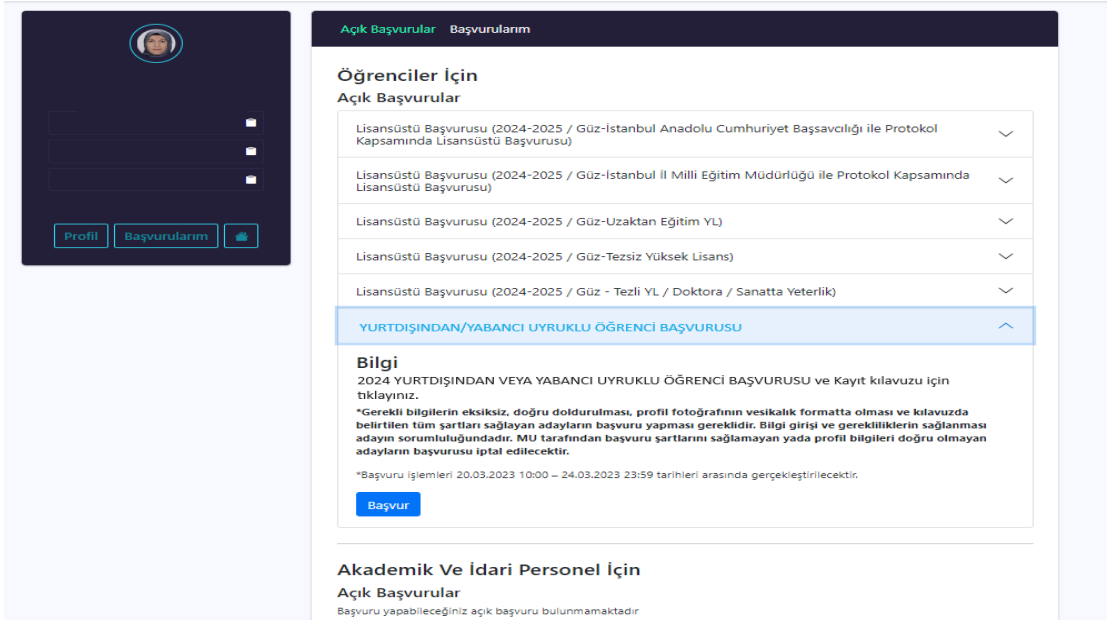 Açık Başvurular Başvurularım
Profil Başvurularım
Öğrenciler İçin
Açık Başvurular
Lisansüstü Başvurusu (2024-2025 / Güz-İstanbul Anadolu Cumhuriyet Başsavcılığı ile Protokol
Kapsamında Lisansüstü Başvurusu)
Lisansüstü Başvurusu (2024-2025 / Güz-İstanbul İl Milli Eğitim Müdürlüğü ile Protokol Kapsamında
Lisansüstü Başvurusu)
Lisansüstü Başvurusu (2024-2025 / Güz-Uzaktan Eğitim YL)
Lisansüstü Başvurusu (2024-2025 / Güz-Tezsiz Yüksek Lisans)
Lisansüstü Başvurusu (2024-2025 / Güz - Tezli YL / Doktora / Sanatta Yeterlik)
YURTDIŞINDAN/YABANCI UYRUKLU ÖĞRENCİ BAŞVURUSU
Bilgi
2024 YURTDIŞINDAN VEYA YABANCI UYRUKLU ÖĞRENCİ BAŞVURUSU ve Kayıt kılavuzu için
tıklayınız.
*Gerekli bilgilerin eksiksiz, doğru doldurulması, profil fotoğrafının vesikalık formatta olması ve kılavuzda
belirtilen tüm şartları sağlayan adayların başvuru yapması gereklidir. Bilgi girişi ve gerekliliklerin sağlanması
adayın sorumluluğundadır. MU tarafından başvuru şartlarını sağlamayan yada profil bilgileri doğru olmayan
adayların başvurusu iptal edilecektir.
*Başvuru işlemleri 20.03.2023 10:00 – 24.03.2023 23:59 tarihleri arasında gerçekleştirilecektir.
Başvur
Akademik Ve İdari Personel İçin
Açık Başvurular
Başvuru yapabileceğiniz açık başvuru bulunmamaktadır